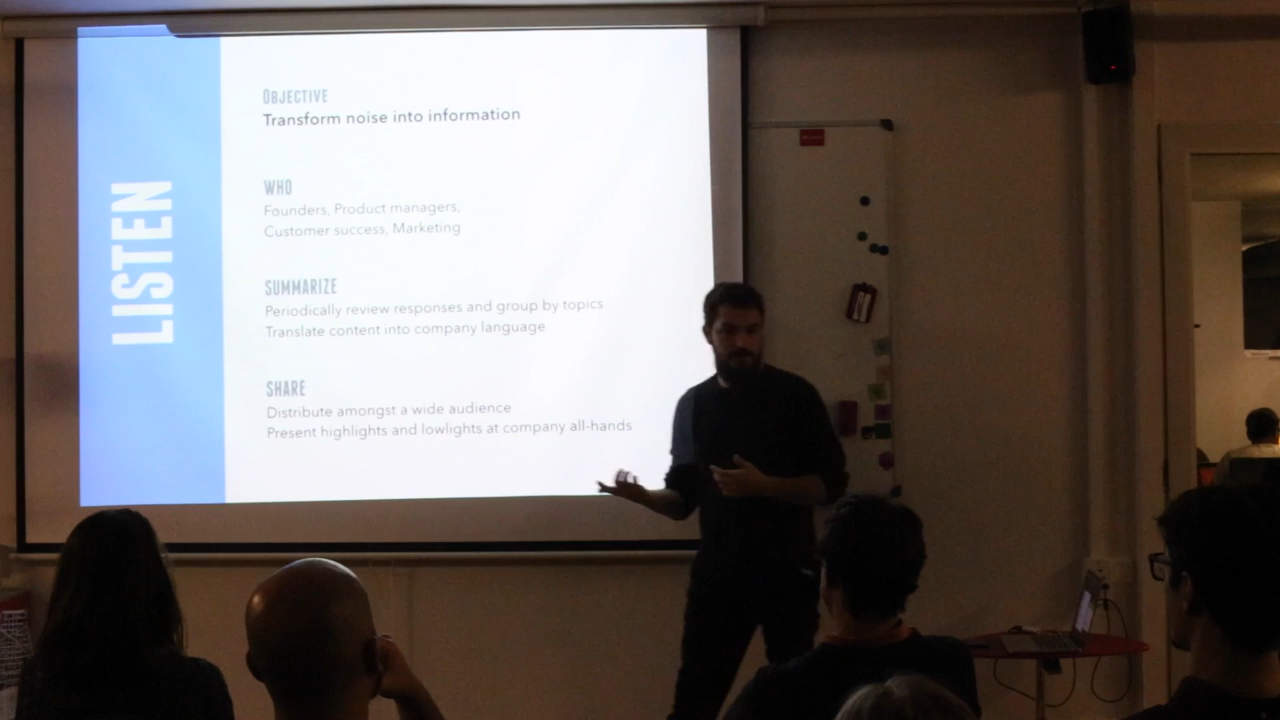 LISTEN
OBJECTIVE
Transform noise into information
WHO
Founders, Product managers,
Customer success, Marketing
SUMMARIZE
Periodically review responses and group by topics
Translate content into company language
SHARE
Distribute amongst a wide audience
Present highlights and lowlights at company all-hands